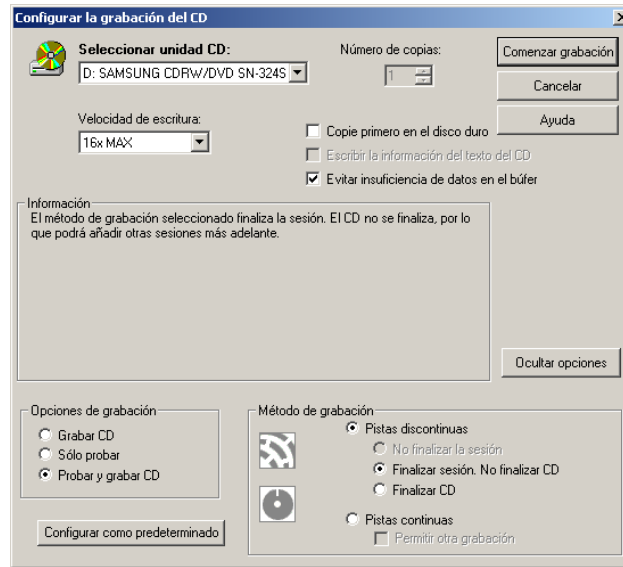 Configurar la grabación del CD
Seleccionar unidad CD:
D: SAMSUNG CDRW/DVD SN-324S
Número de copias:
1
Comenzar grabación
Cancelar
Ayuda
Velocidad de escritura:
16x MAX
Copie primero en el disco duro
Escribir la información del texto del CD
Evitar insuficiencia de datos en el búfer
Información
El método de grabación seleccionado finaliza la sesión. El CD no se finaliza, por lo
que podrá añadir otras sesiones más adelante.
Ocultar opciones
Opciones de grabación
Grabar CD
Sólo probar
Probar y grabar CD
Configurar como predeterminado
Método de grabación
Pistas discontinuas
No finalizar la sesión
Finalizar sesión. No finalizar CD
Finalizar CD
Pistas continuas
Permitir otra grabación